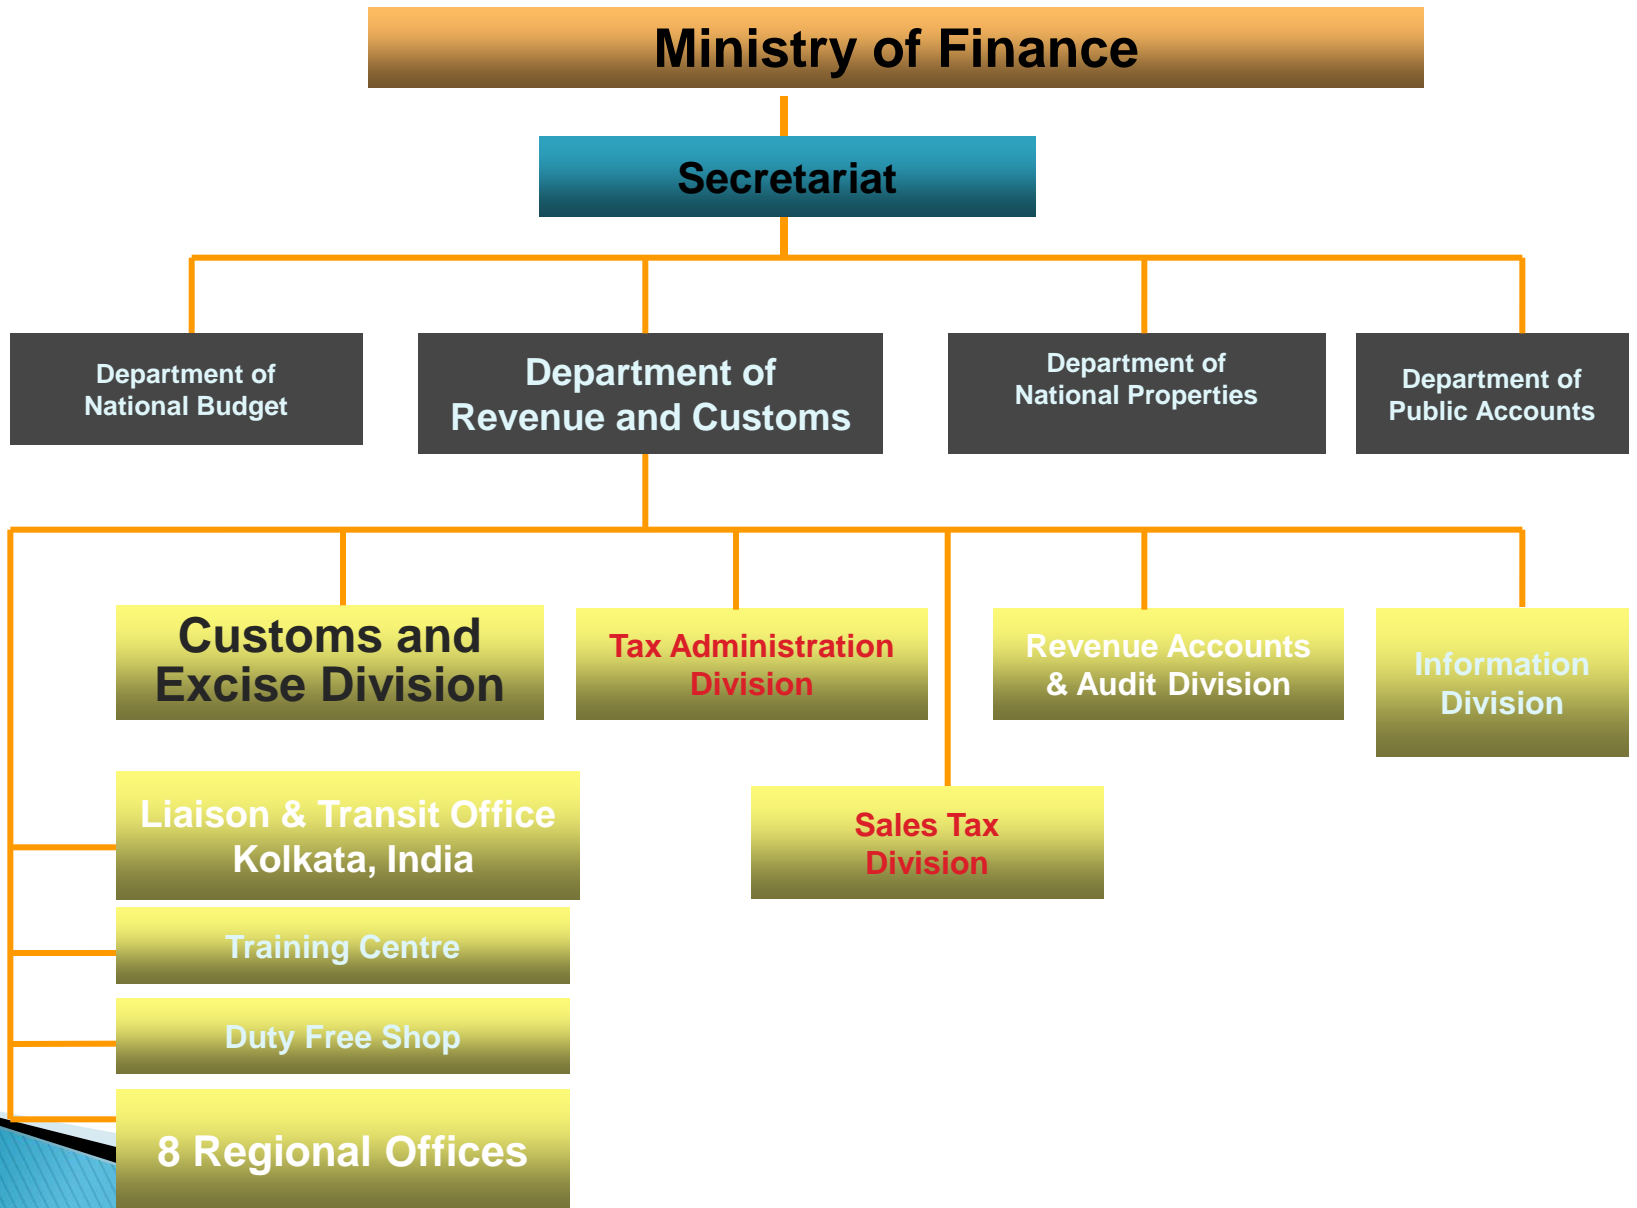 Ministry of Finance
Secretariat
Department of
National Budget
Department of
Revenue and Customs
Department of
National Properties
Department of
Public Accounts
Customs and
Excise Division
Tax Administration
Division
Revenue Accounts
& Audit Division
Information
Division
Liaison & Transit Office
Kolkata, India
Sales Tax
Division
Training Centre
Duty Free Shop
8 Regional Offices